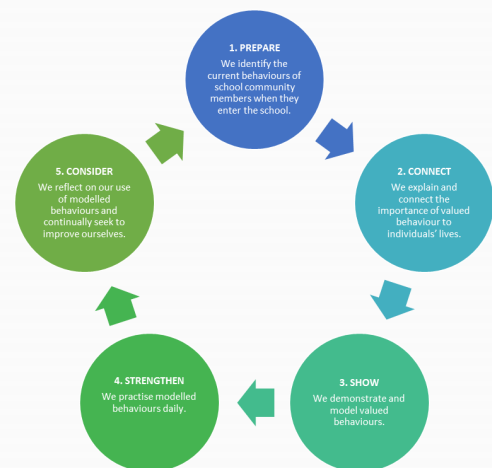 1. PREPARE
We identify the
current behaviours of
school community
members when they
enter the school.
2. CONNECT
We explain and
connect the
importance of valued
behaviour to
individuals’ lives.
3. SHOW
We demonstrate and
model valued
behaviours.
4. STRENGTHEN
We practise modelled
behaviours daily.
5. CONSIDER
We reflect on our use
of modelled
behaviours and
continually seek to
improve ourselves.